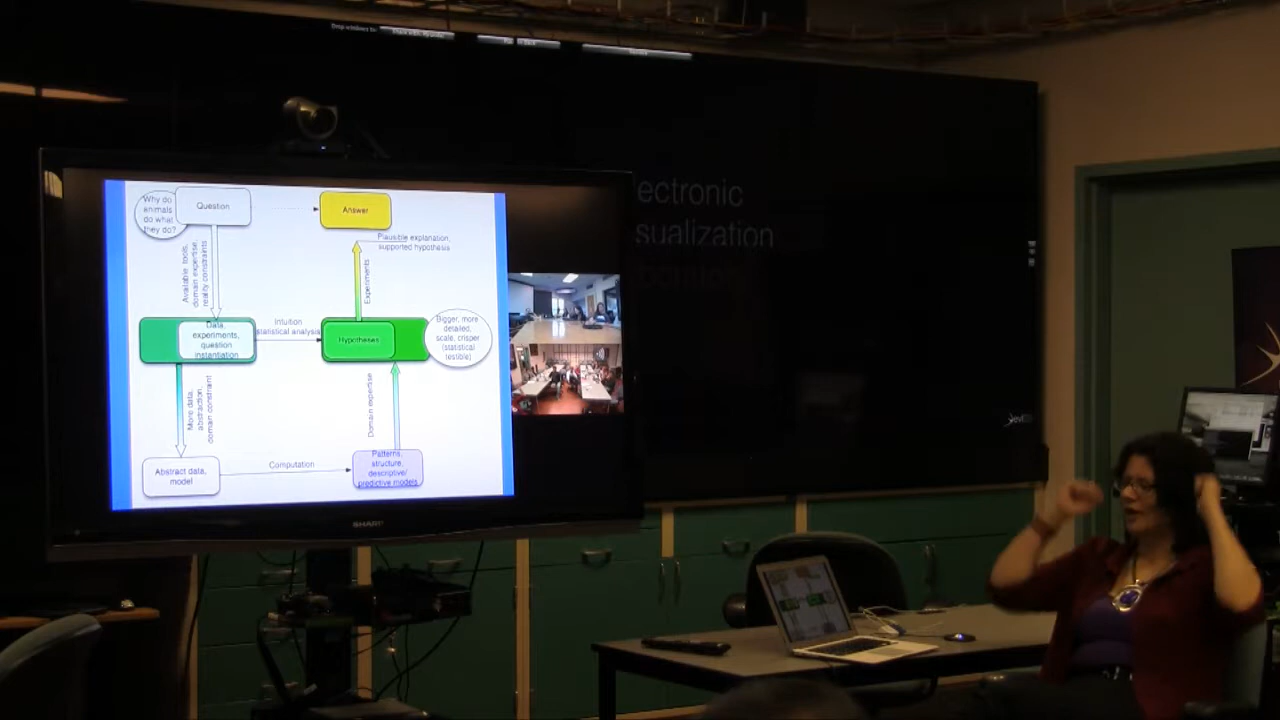 ectronic
sualization
Why do
animals
do what
they do?
Question
Answer
Plausible explanation,
supported hypothesis
Available tools,
domain expertise,
reality constraints
Experiments
Data,
experiments,
question
instantiation
Intuition
statistical analysis
Hypotheses
Bigger, more
detailed,
scale, crisper
(statistical
testible)
More data,
abstraction
domain constraint
Domain expertise
Abstract data,
model
Computation
Patterns,
structure,
descriptive/
predictive models
SHARP
evl